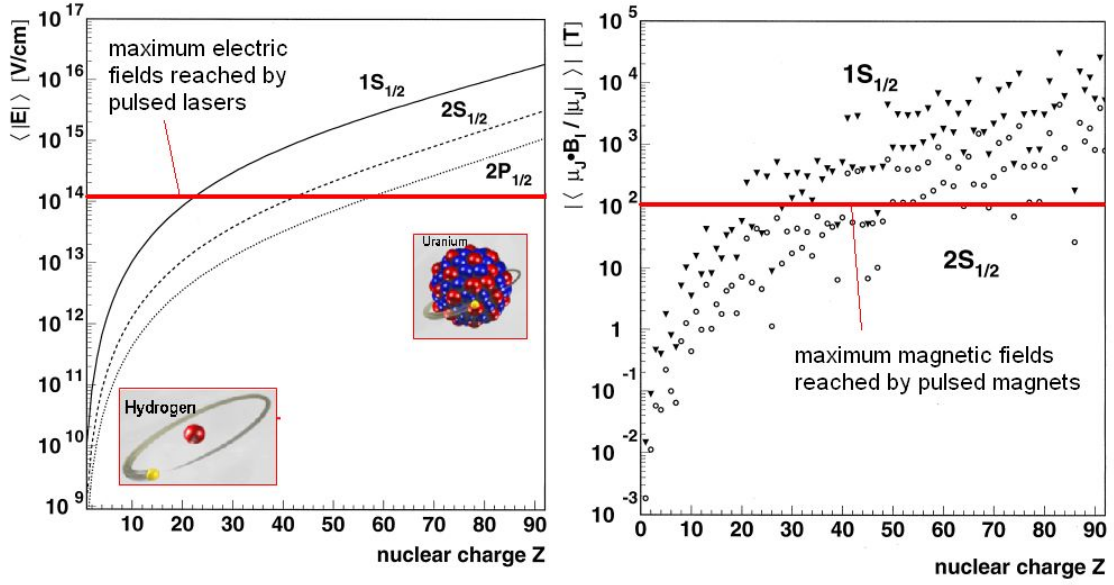 ⟨|E|⟩ [V/cm]
10^17
10^16
10^15
10^14
10^13
10^12
10^11
10^10
10^9
maximum electric
fields reached by
pulsed lasers
1S1/2
2S1/2
2P1/2
Uranium
Hydrogen
10 20 30 40 50 60 70 80 90
nuclear charge Z
|⟨ μJ•BI / |μJ| ⟩| [T]
10^5
10^4
10^3
10^2
10
1
10^-1
10^-2
10^-3
1S1/2
2S1/2
maximum magnetic fields
reached by pulsed magnets
0 10 20 30 40 50 60 70 80 90
nuclear charge Z